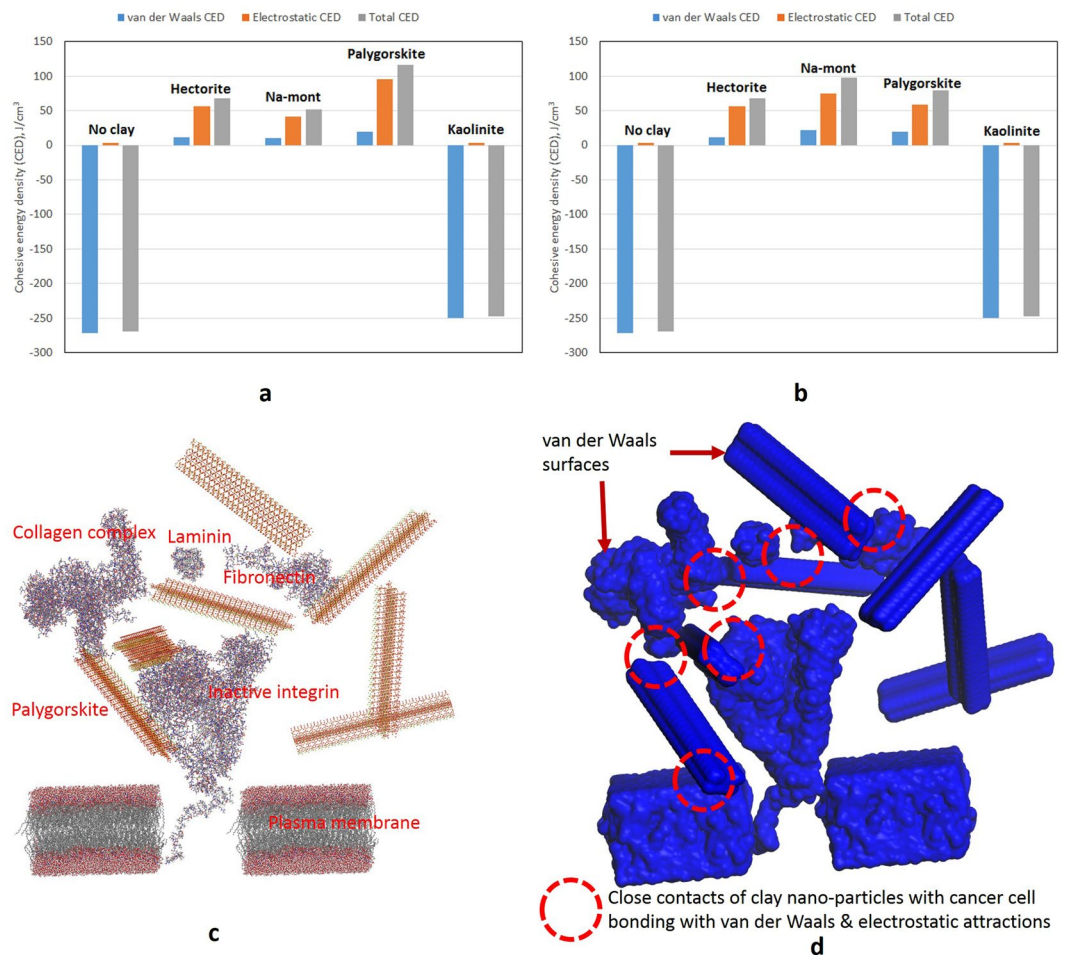 van der Waals CED Electrostatic CED Total CED
Cohesive energy density (CED), J/cm³
150
100
50
0
-50
-100
-150
-200
-250
-300
No clay
Hectorite
Na-mont
Palygorskite
Kaolinite
a
van der Waals CED Electrostatic CED Total CED
Cohesive energy density (CED), J/cm³
150
100
50
0
-50
-100
-150
-200
-250
-300
No clay
Hectorite
Na-mont
Palygorskite
Kaolinite
b
Collagen complex
Laminin
Fibronectin
Inactive integrin
Palygorskite
Plasma membrane
c
van der Waals
surfaces
Close contacts of clay nano-particles with cancer cell
bonding with van der Waals & electrostatic attractions
d